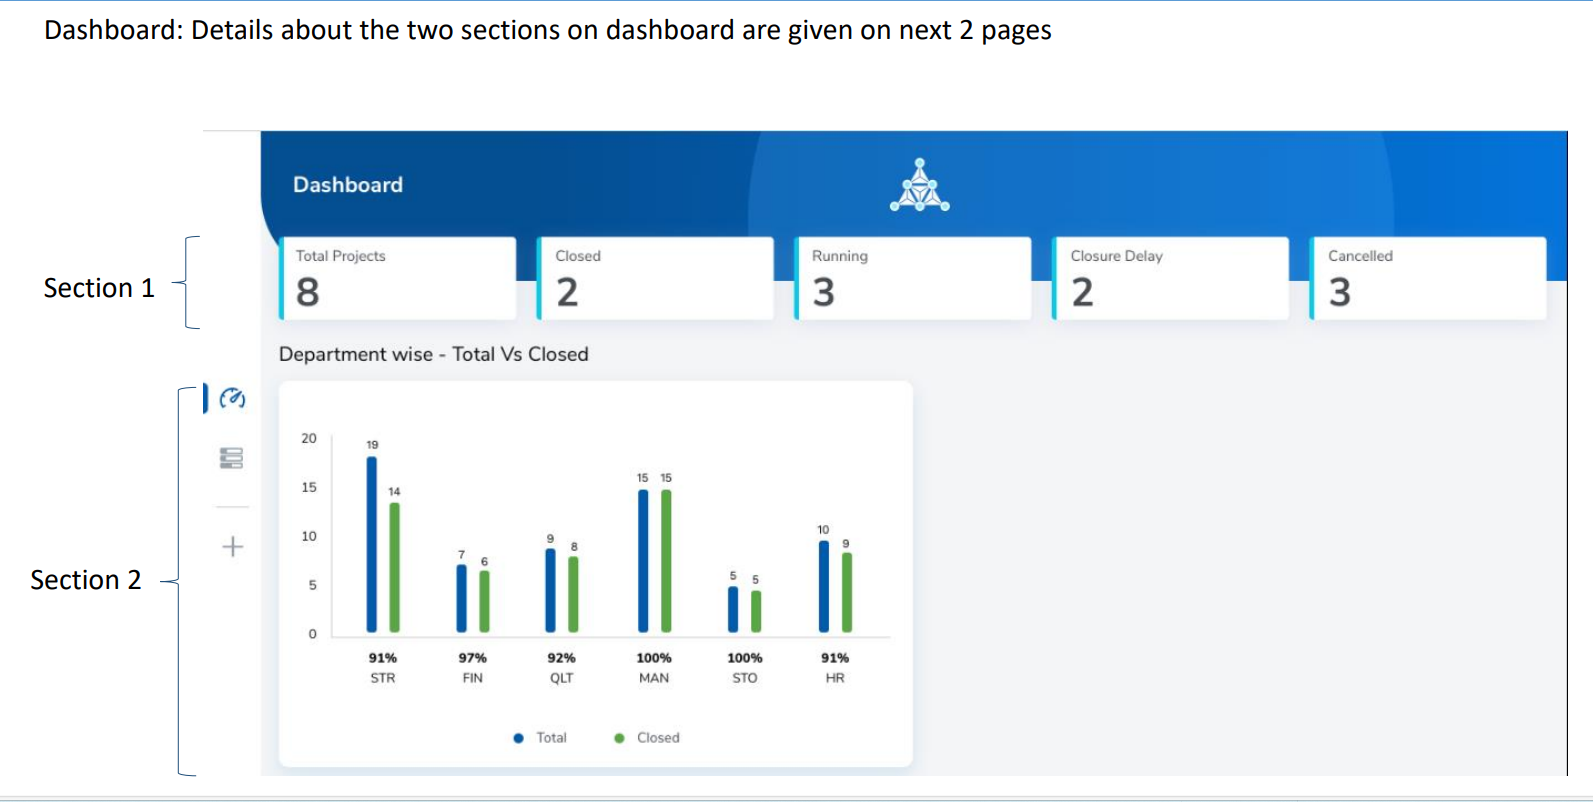 Dashboard: Details about the two sections on dashboard are given on next 2 pages
Dashboard
Section 1
Total Projects
8
Closed
2
Running
3
Closure Delay
2
Cancelled
3
Department wise - Total Vs Closed
Section 2
20
15
10
5
0
19
14
7
6
9
8
15
15
5
5
10
9
91%
97%
92%
100%
100%
91%
STR
FIN
QLT
MAN
STO
HR
Total
Closed